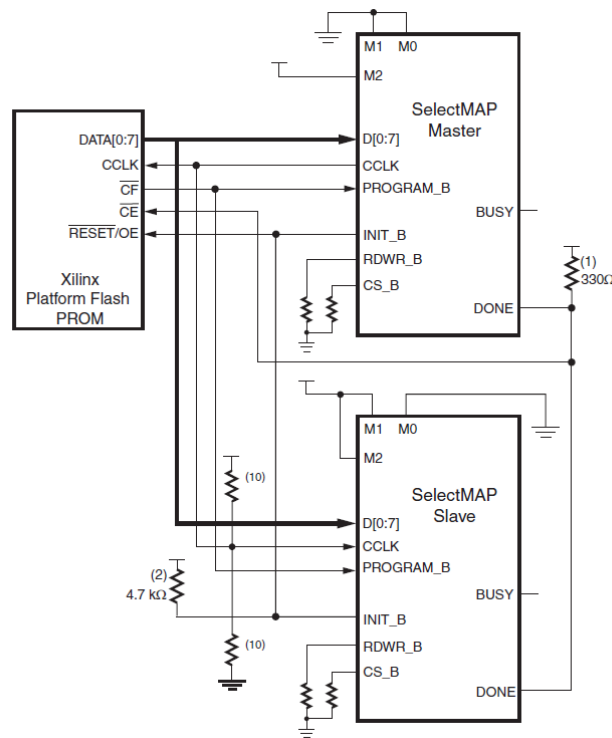 M1 M0
M2
SelectMAP
Master
D[0:7]
CCLK
PROGRAM_B
BUSY
INIT_B
RDWR_B
CS_B
DONE
DATA[0:7]
CCLK
CF
CE
RESET/OE
Xilinx
Platform Flash
PROM
(1)
330Ω
M1 M0
M2
SelectMAP
Slave
D[0:7]
CCLK
PROGRAM_B
BUSY
INIT_B
RDWR_B
CS_B
DONE
(10)
(2)
4.7 kΩ
(10)